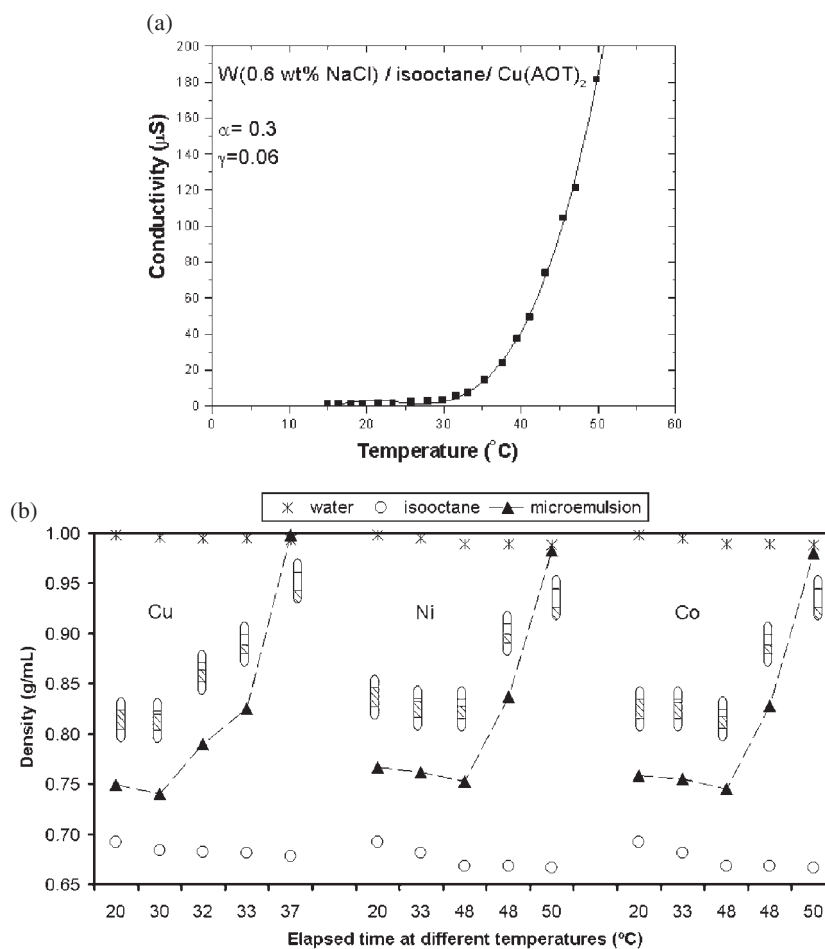 (a)
W(0.6 wt% NaCl) / isooctane/ Cu(AOT)2
α= 0.3
γ=0.06
Conductivity (μS)
200
180
160
140
120
100
80
60
40
20
0
0 10 20 30 40 50 60
Temperature (°C)
(b)
water isooctane microemulsion
Density (g/mL)
1.00
0.95
0.90
0.85
0.80
0.75
0.70
0.65
Cu Ni Co
20 30 32 33 37 20 33 48 48 50 20 33 48 48 50
Elapsed time at different temperatures (ºC)